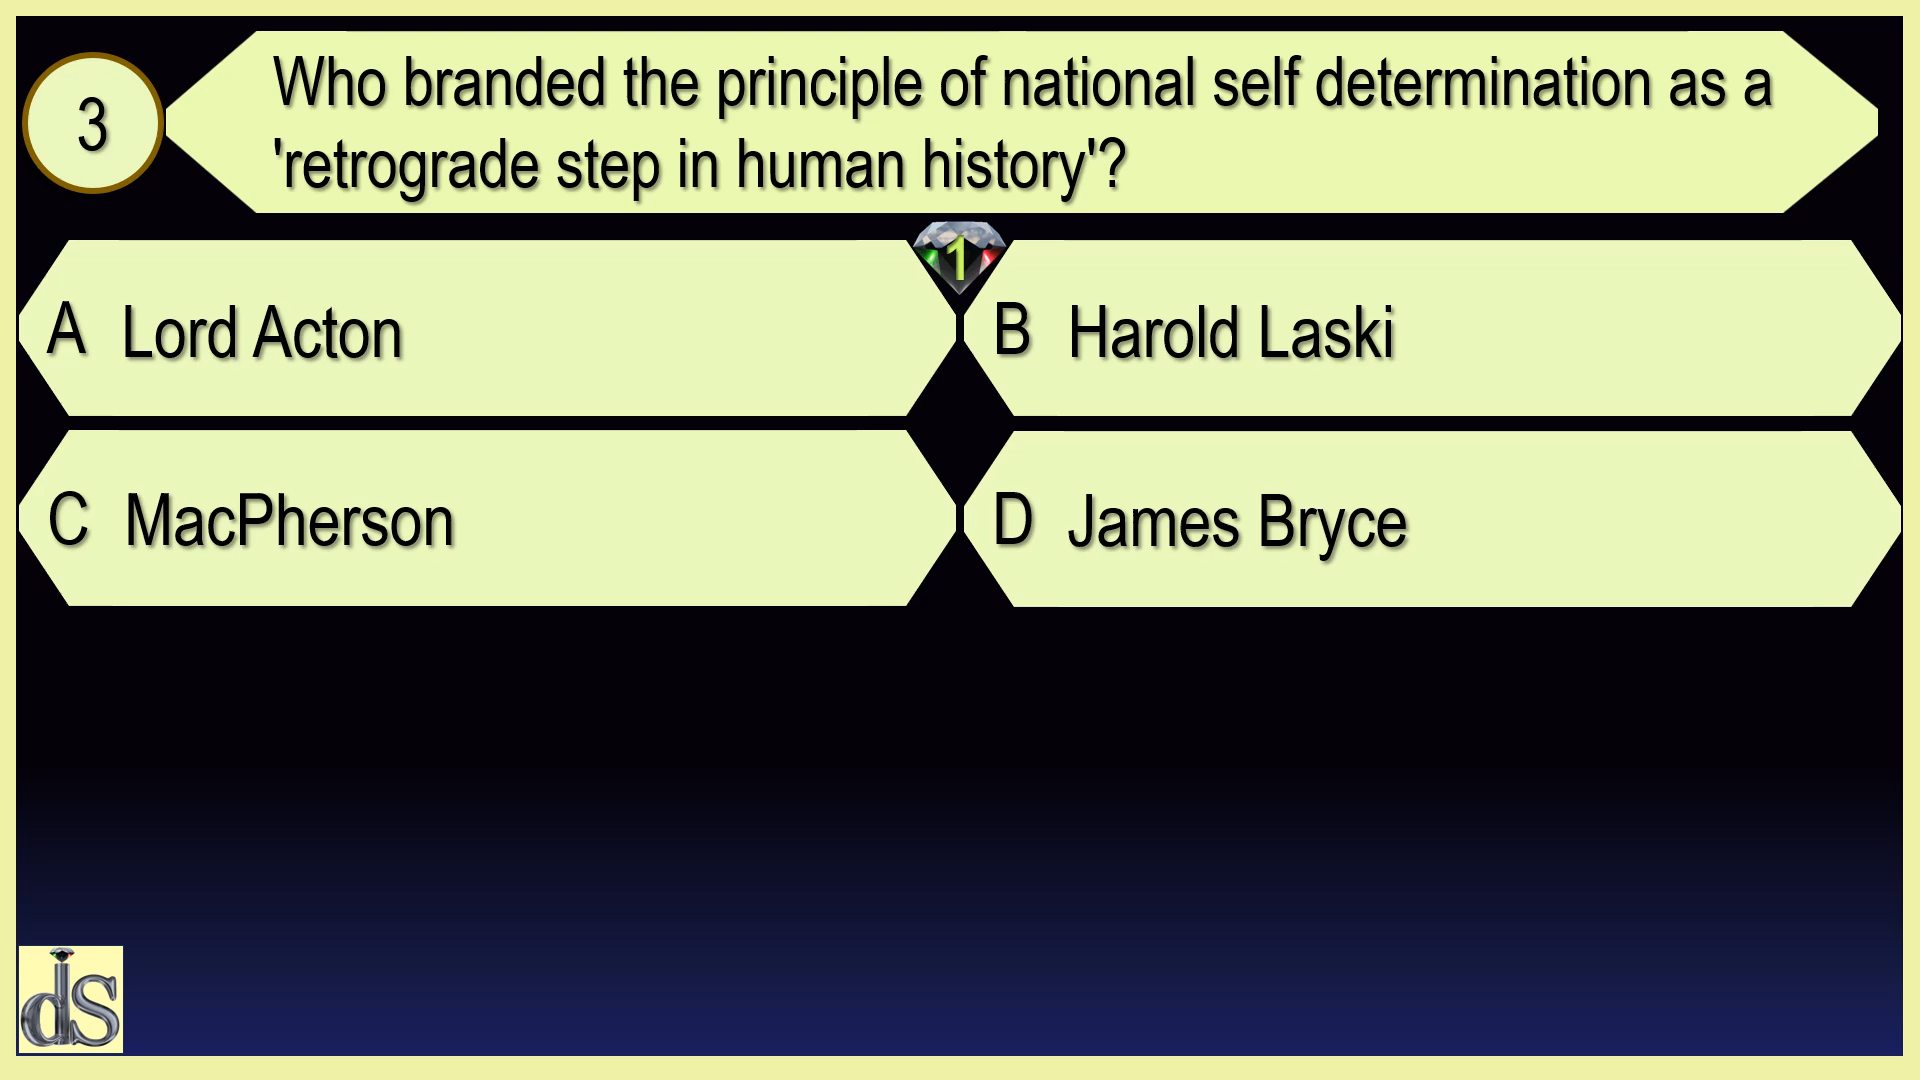 3
Who branded the principle of national self determination as a
'retrograde step in human history'?
1
A Lord Acton
B Harold Laski
C MacPherson
D James Bryce
ds